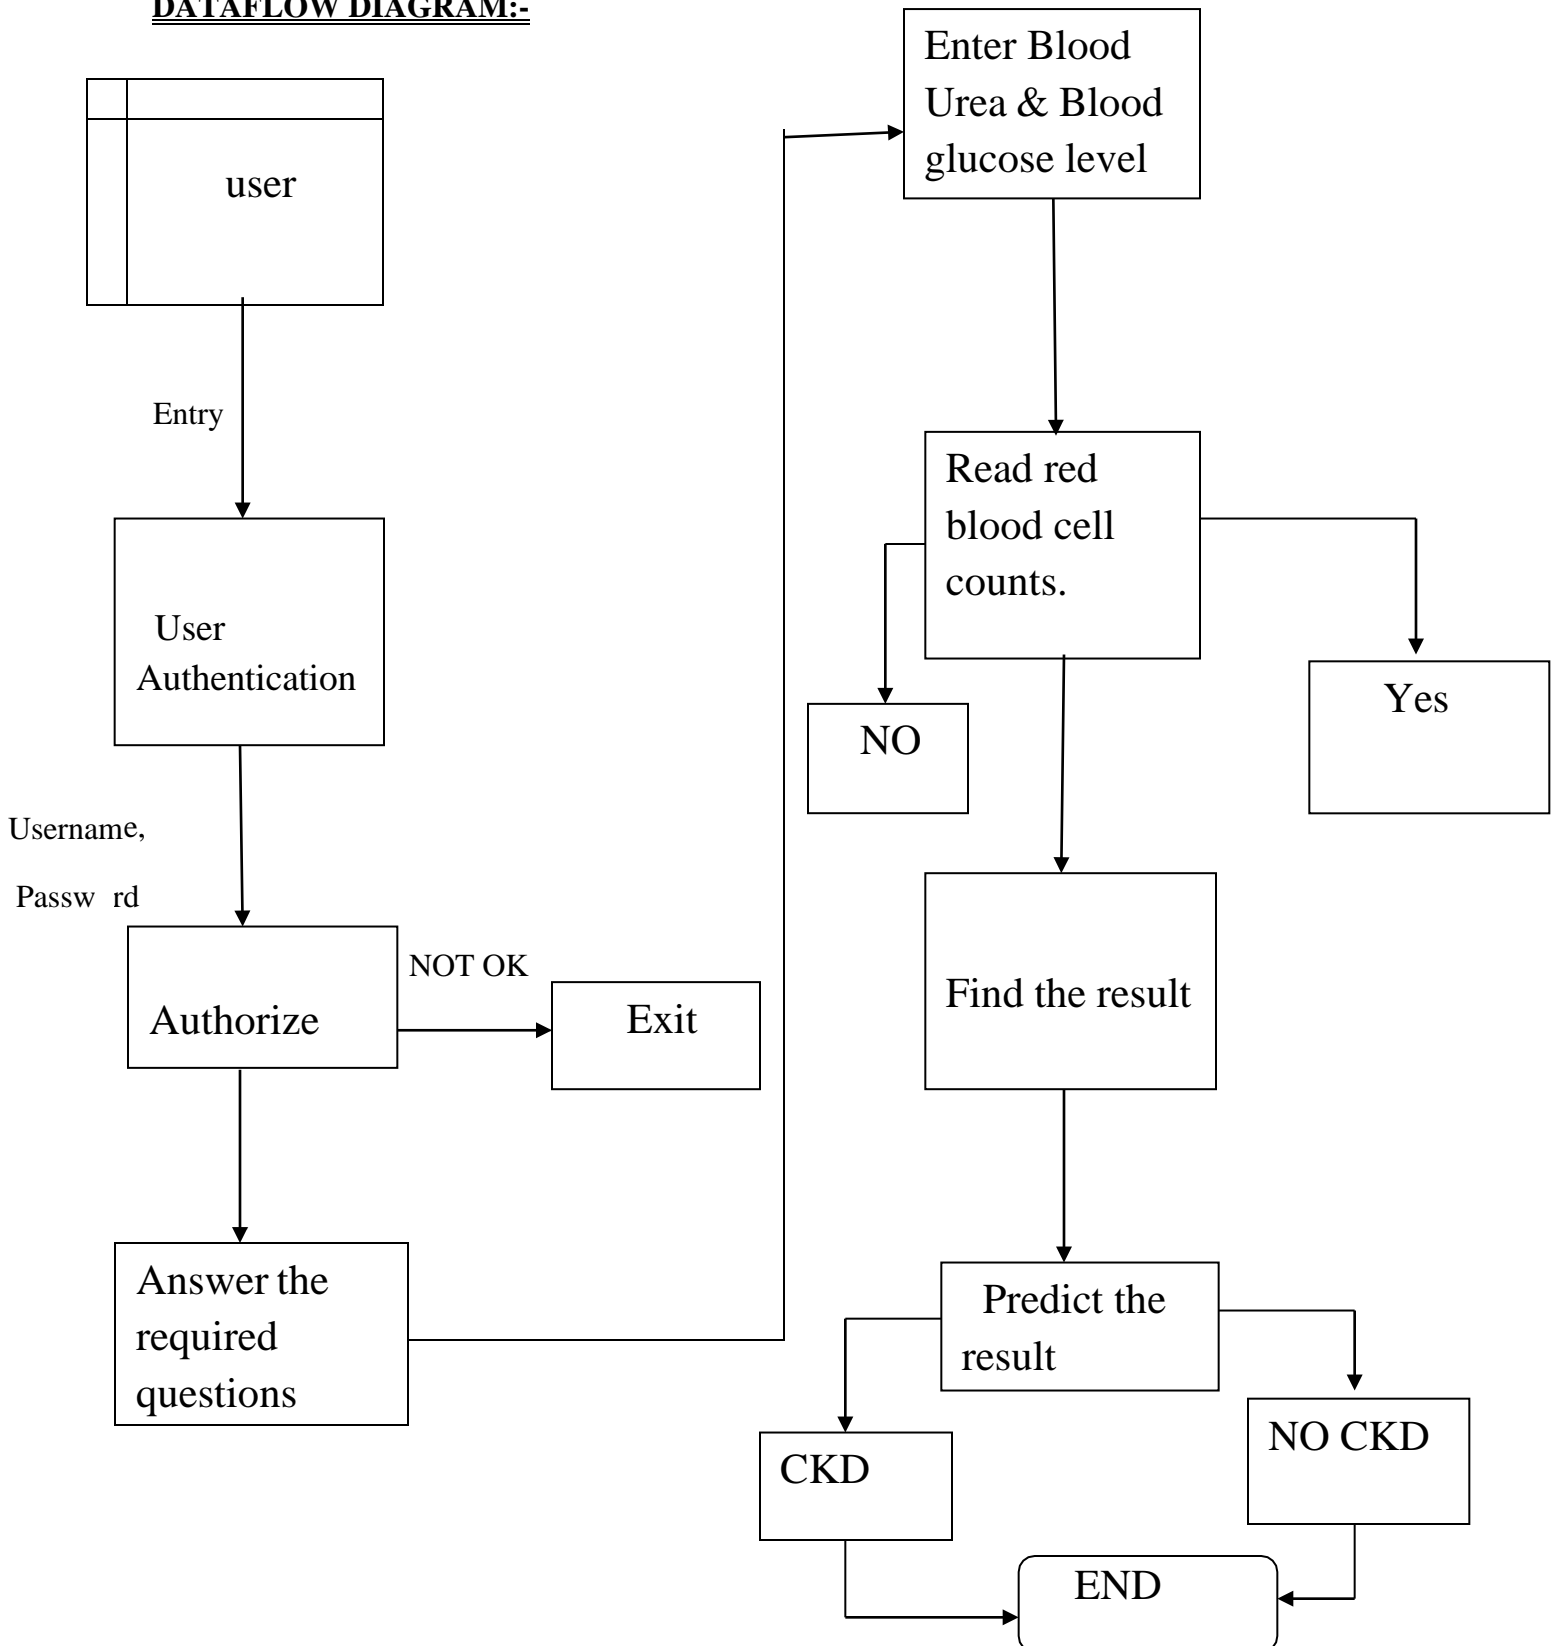 DATAFLOW DIAGRAM:-
user
Entry
User
Authentication
Username,
Passw rd
Authorize
NOT OK
Exit
Answer the
required
questions
Enter Blood
Urea & Blood
glucose level
Read red
blood cell
counts.
NO
Yes
Find the result
Predict the
result
CKD
NO CKD
END